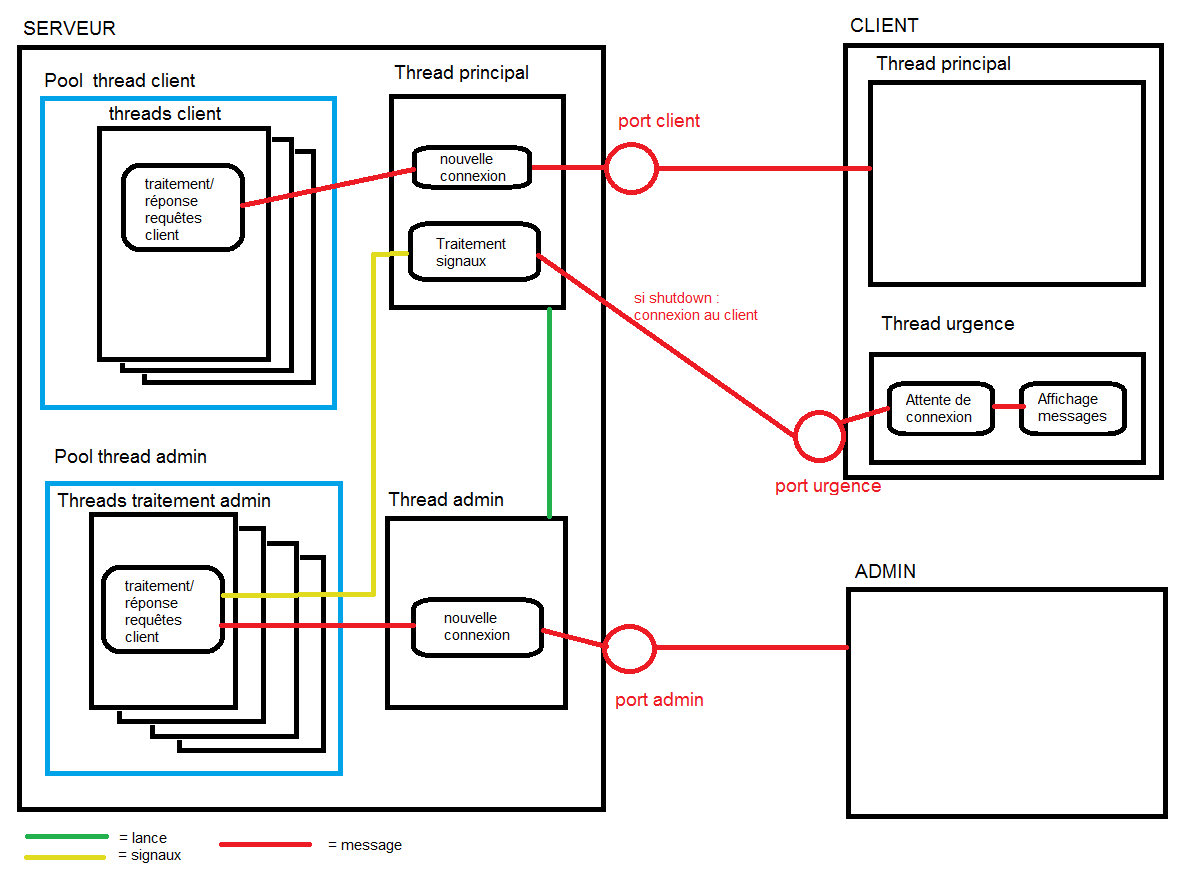 SERVEUR
Pool  thread client
threads client
traitement/
réponse
requêtes
client
Thread principal
nouvelle
connexion
Traitement
signaux
port client
si shutdown :
connexion au client
CLIENT
Thread principal
Thread urgence
Attente de
connexion
Affichage
messages
port urgence
Pool thread admin
Threads traitement admin
traitement/
réponse
requêtes
client
Thread admin
nouvelle
connexion
port admin
ADMIN
= lance
= signaux
= message